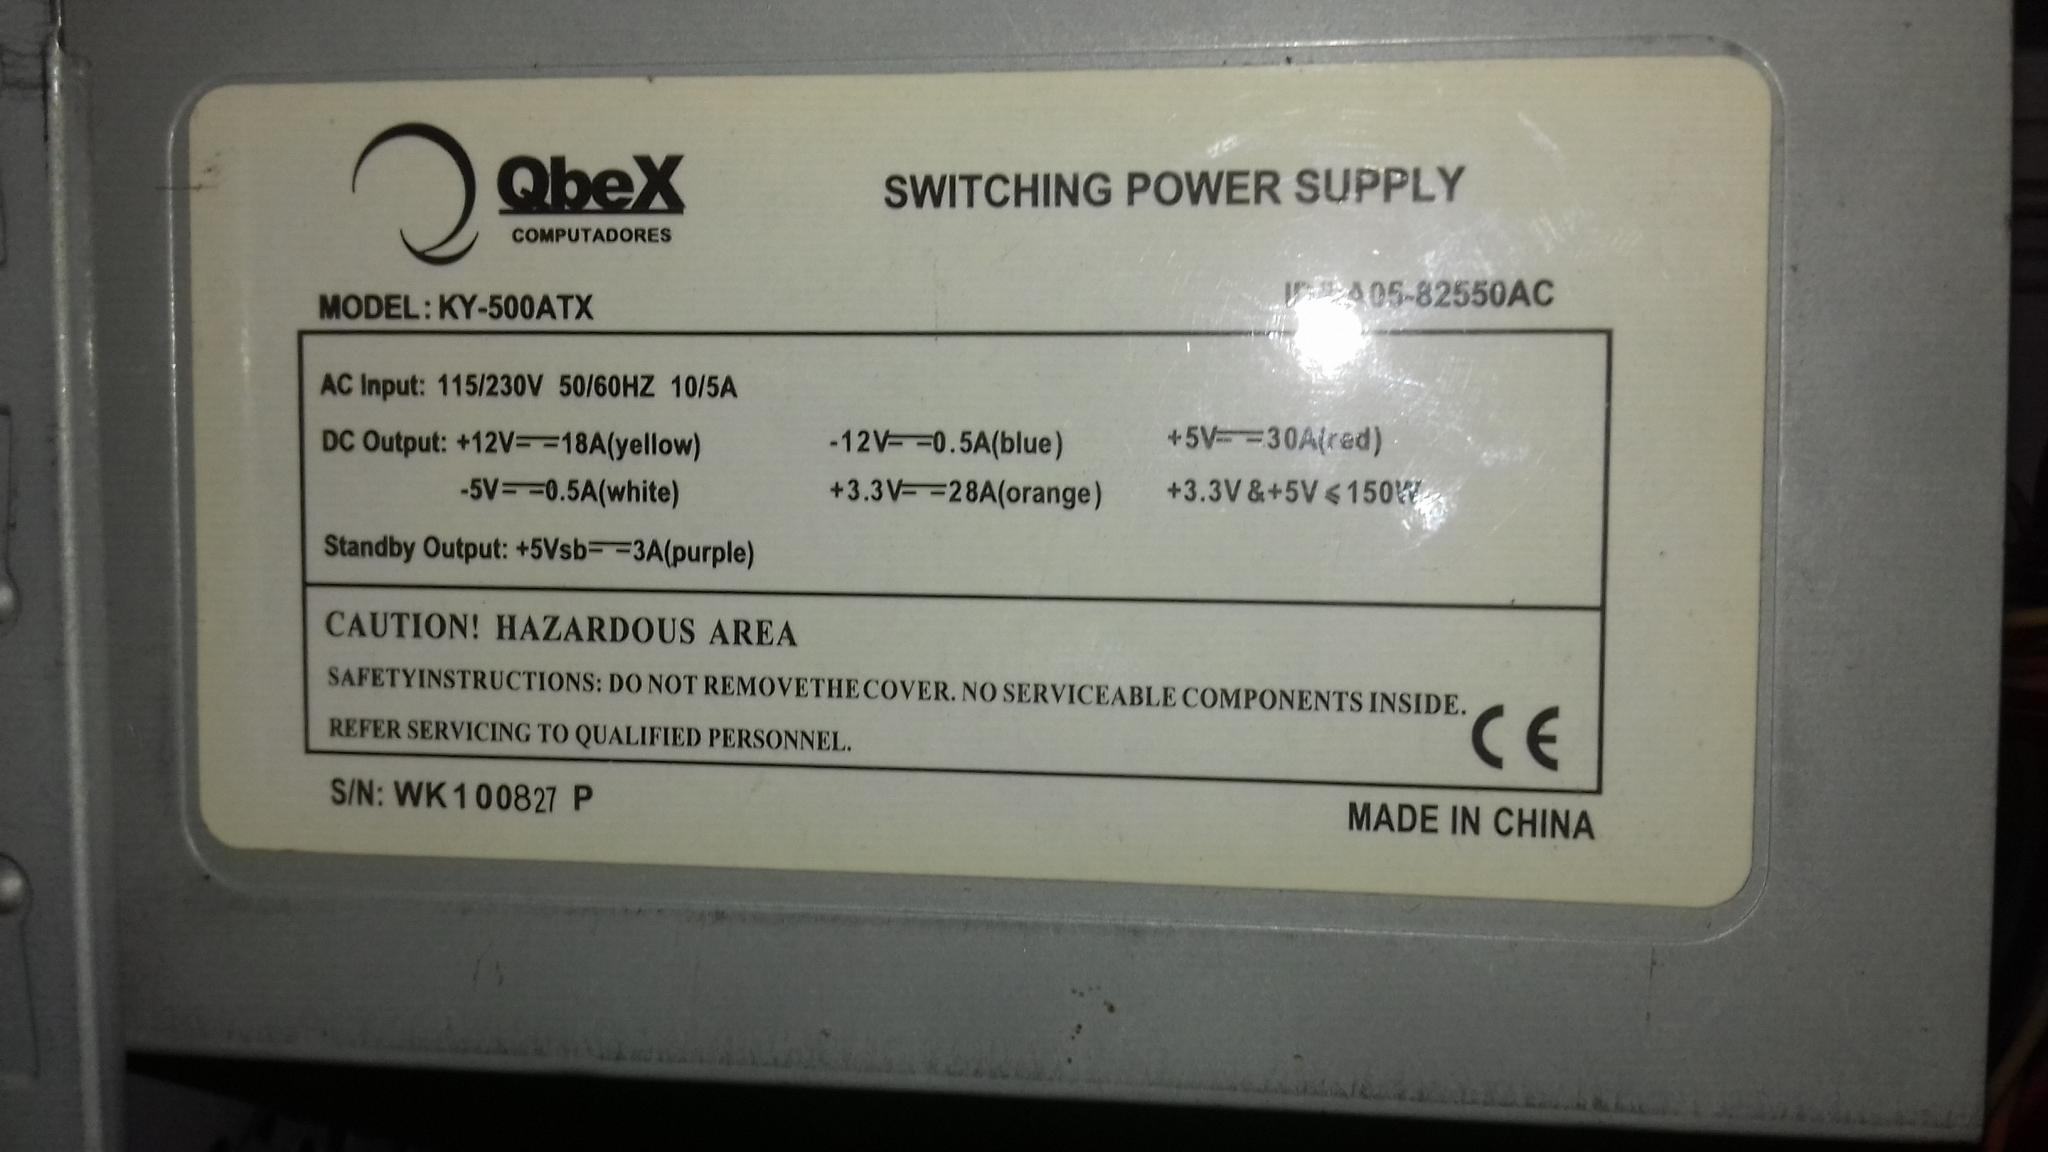 QbeX
COMPUTADORES
SWITCHING POWER SUPPLY
MODEL: KY-500ATX
A05-82550AC
AC Input: 115/230V 50/60HZ 10/5A
DC Output: +12V⎓18A(yellow) -12V⎓0.5A(blue) +5V⎓30A(red)
-5V⎓0.5A(white) +3.3V⎓28A(orange) +3.3V&+5V⩽150W
Standby Output: +5Vsb⎓3A(purple)
CAUTION! HAZARDOUS AREA
SAFETYINSTRUCTIONS: DO NOT REMOVETHECOVER. NO SERVICEABLE COMPONENTS INSIDE.
REFER SERVICING TO QUALIFIED PERSONNEL.
CE
S/N: WK100827 P
MADE IN CHINA